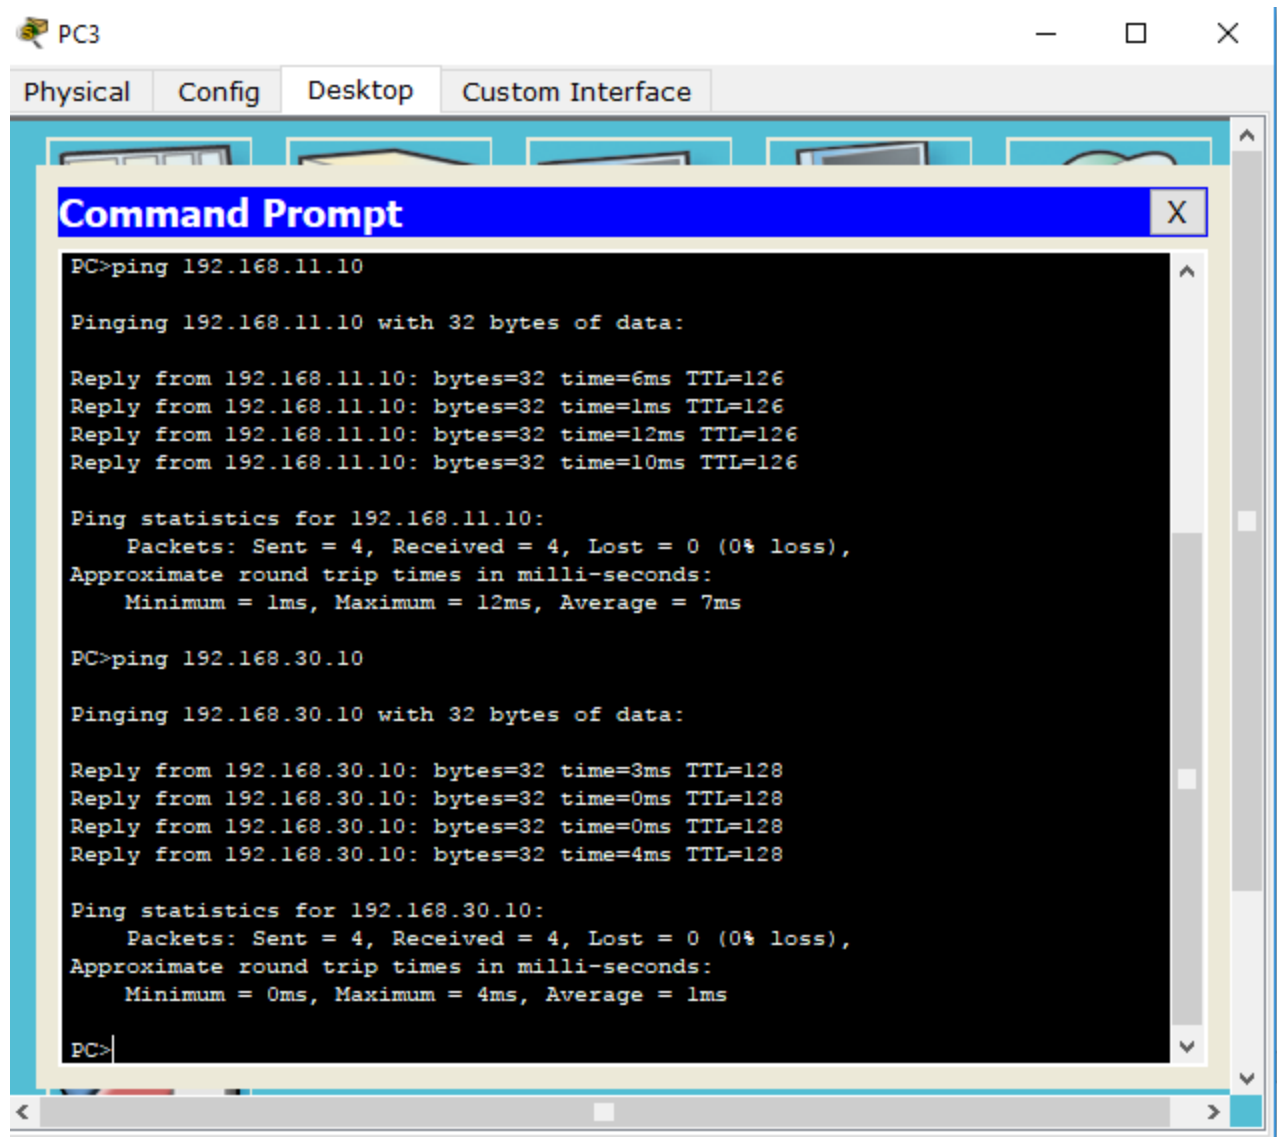 PC3
Physical Config Desktop Custom Interface
Command Prompt X
PC>ping 192.168.11.10
Pinging 192.168.11.10 with 32 bytes of data:
Reply from 192.168.11.10: bytes=32 time=6ms TTL=126
Reply from 192.168.11.10: bytes=32 time=1ms TTL=126
Reply from 192.168.11.10: bytes=32 time=12ms TTL=126
Reply from 192.168.11.10: bytes=32 time=10ms TTL=126
Ping statistics for 192.168.11.10:
Packets: Sent = 4, Received = 4, Lost = 0 (0% loss),
Approximate round trip times in milli-seconds:
Minimum = 1ms, Maximum = 12ms, Average = 7ms
PC>ping 192.168.30.10
Pinging 192.168.30.10 with 32 bytes of data:
Reply from 192.168.30.10: bytes=32 time=3ms TTL=128
Reply from 192.168.30.10: bytes=32 time=0ms TTL=128
Reply from 192.168.30.10: bytes=32 time=0ms TTL=128
Reply from 192.168.30.10: bytes=32 time=4ms TTL=128
Ping statistics for 192.168.30.10:
Packets: Sent = 4, Received = 4, Lost = 0 (0% loss),
Approximate round trip times in milli-seconds:
Minimum = 0ms, Maximum = 4ms, Average = 1ms
PC>